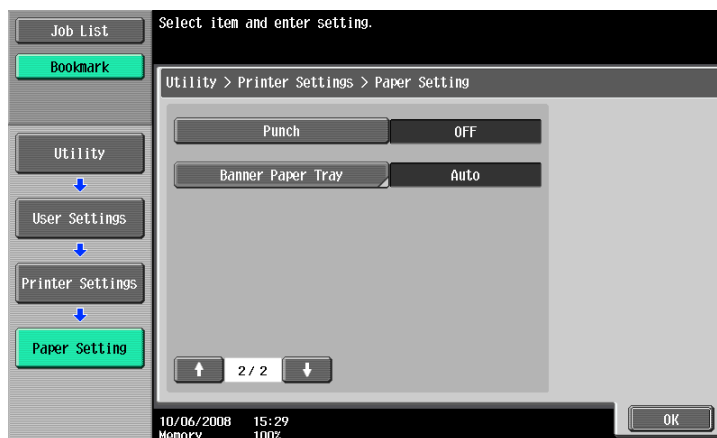 Job List
Select item and enter setting.
Bookmark
Utility > Printer Settings > Paper Setting
Punch OFF
Utility
Banner Paper Tray Auto
User Settings
Printer Settings
Paper Setting
2/ 2
10/06/2008 15:29
Memory 100%
OK